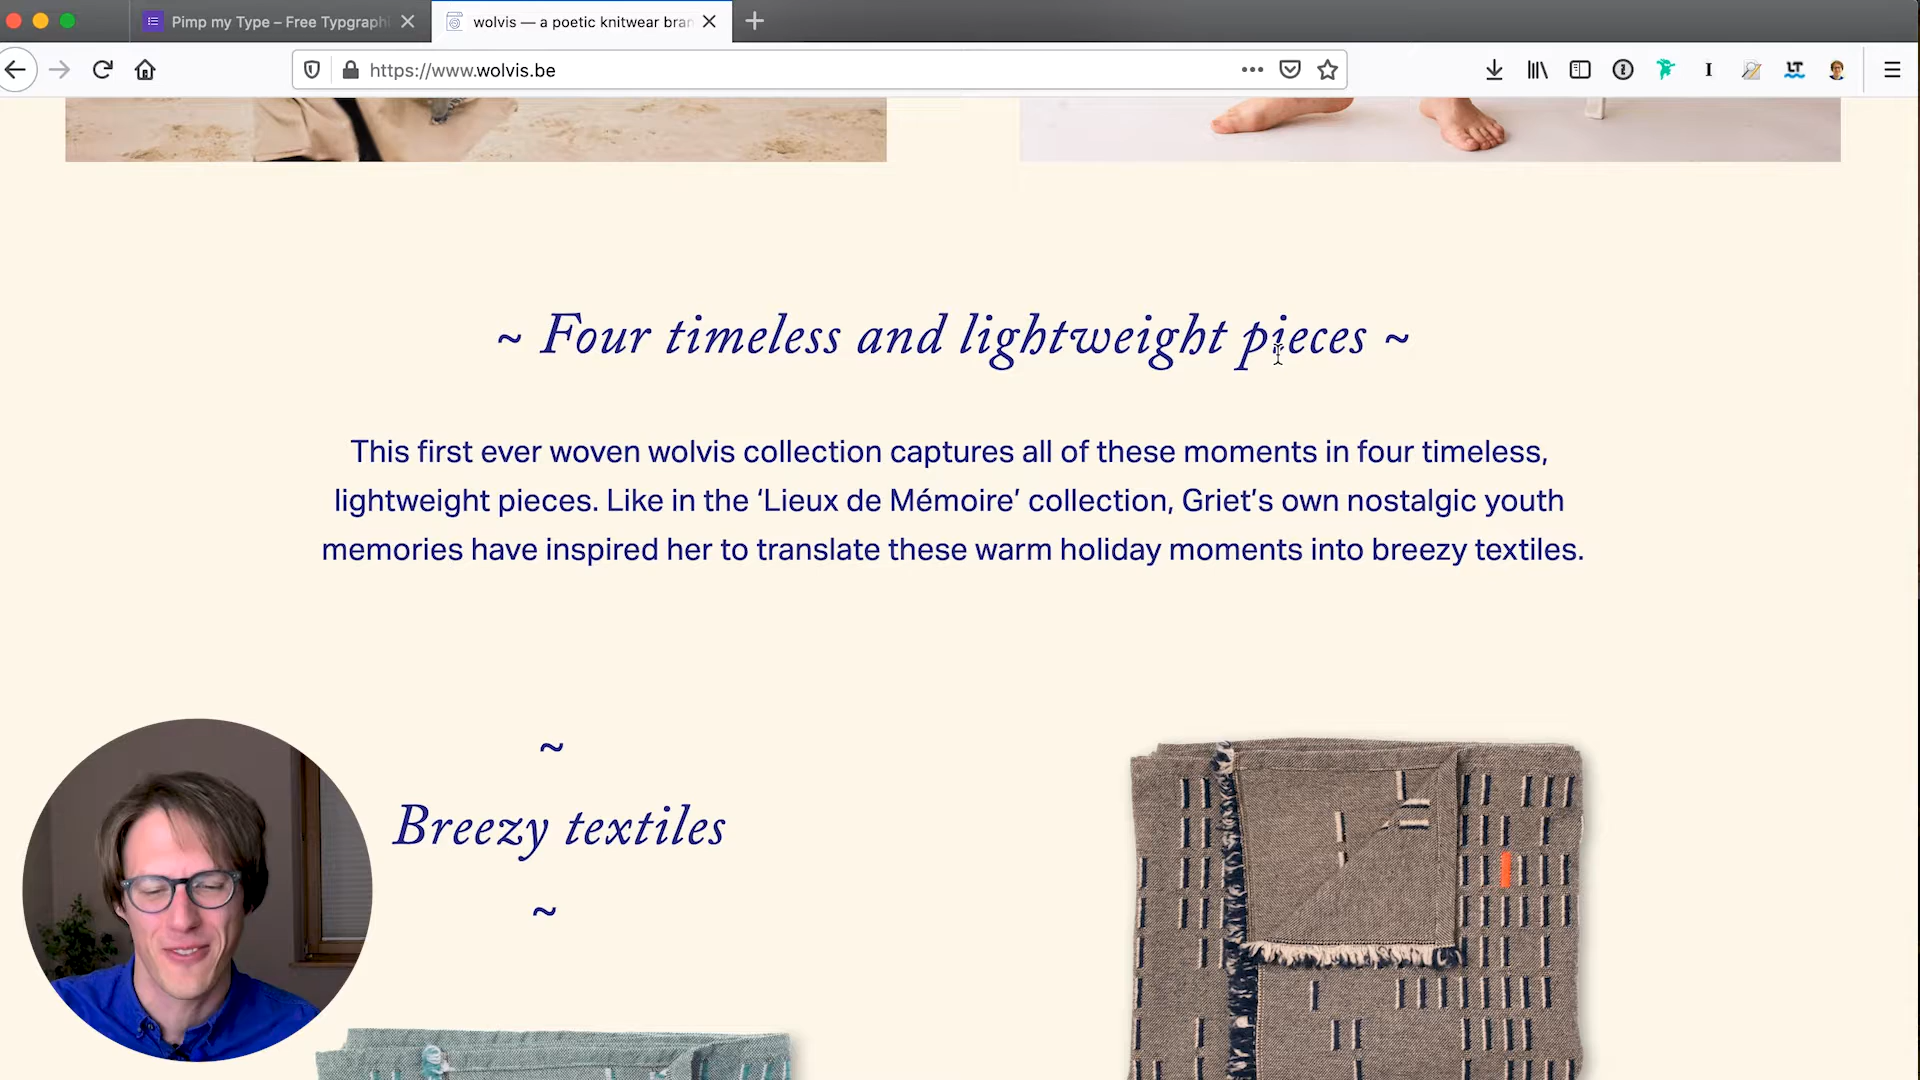 Pimp my Type – Free Typgraphi
wolvis — a poetic knitwear bran
https://www.wolvis.be
~ Four timeless and lightweight pieces ~
This first ever woven wolvis collection captures all of these moments in four timeless,
lightweight pieces. Like in the ‘Lieux de Mémoire’ collection, Griet’s own nostalgic youth
memories have inspired her to translate these warm holiday moments into breezy textiles.
~
Breezy textiles
~